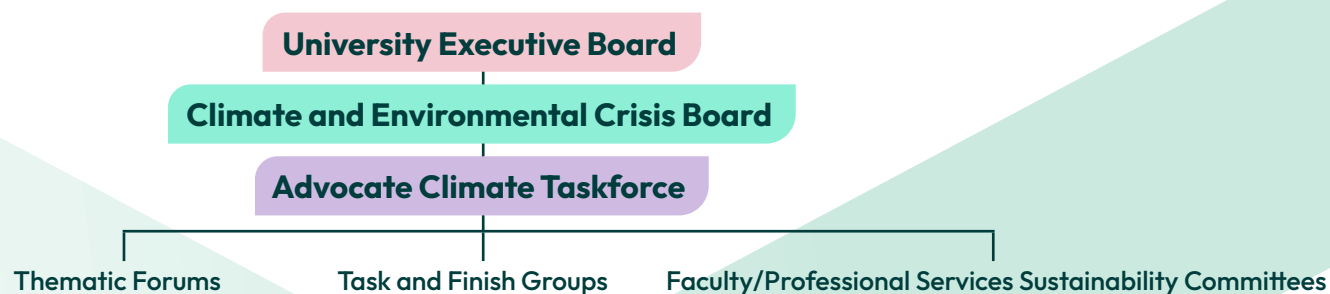 University Executive Board
Climate and Environmental Crisis Board
Advocate Climate Taskforce
Thematic Forums
Task and Finish Groups
Faculty/Professional Services Sustainability Committees